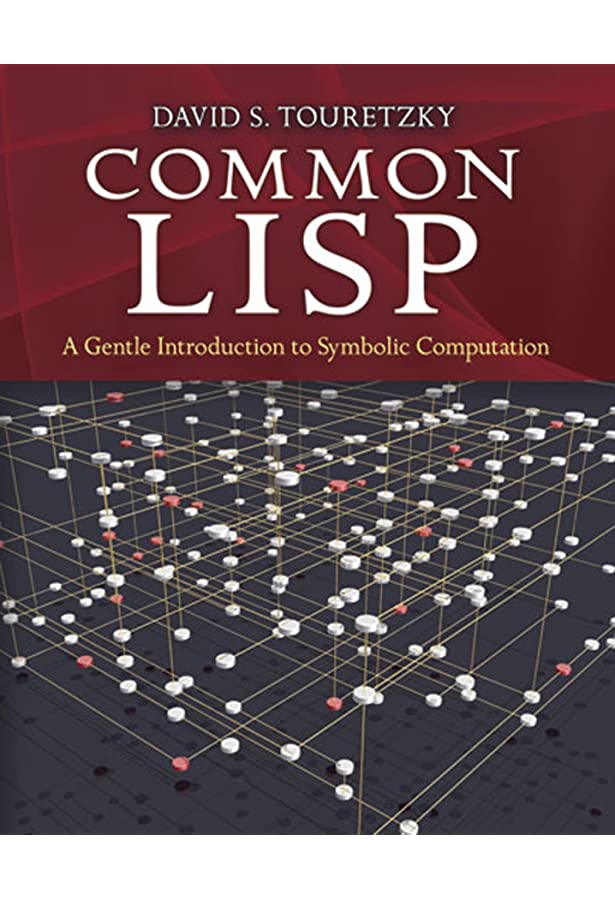 DAVID S. TOURETZKY
COMMON
LISP
A Gentle Introduction to Symbolic Computation